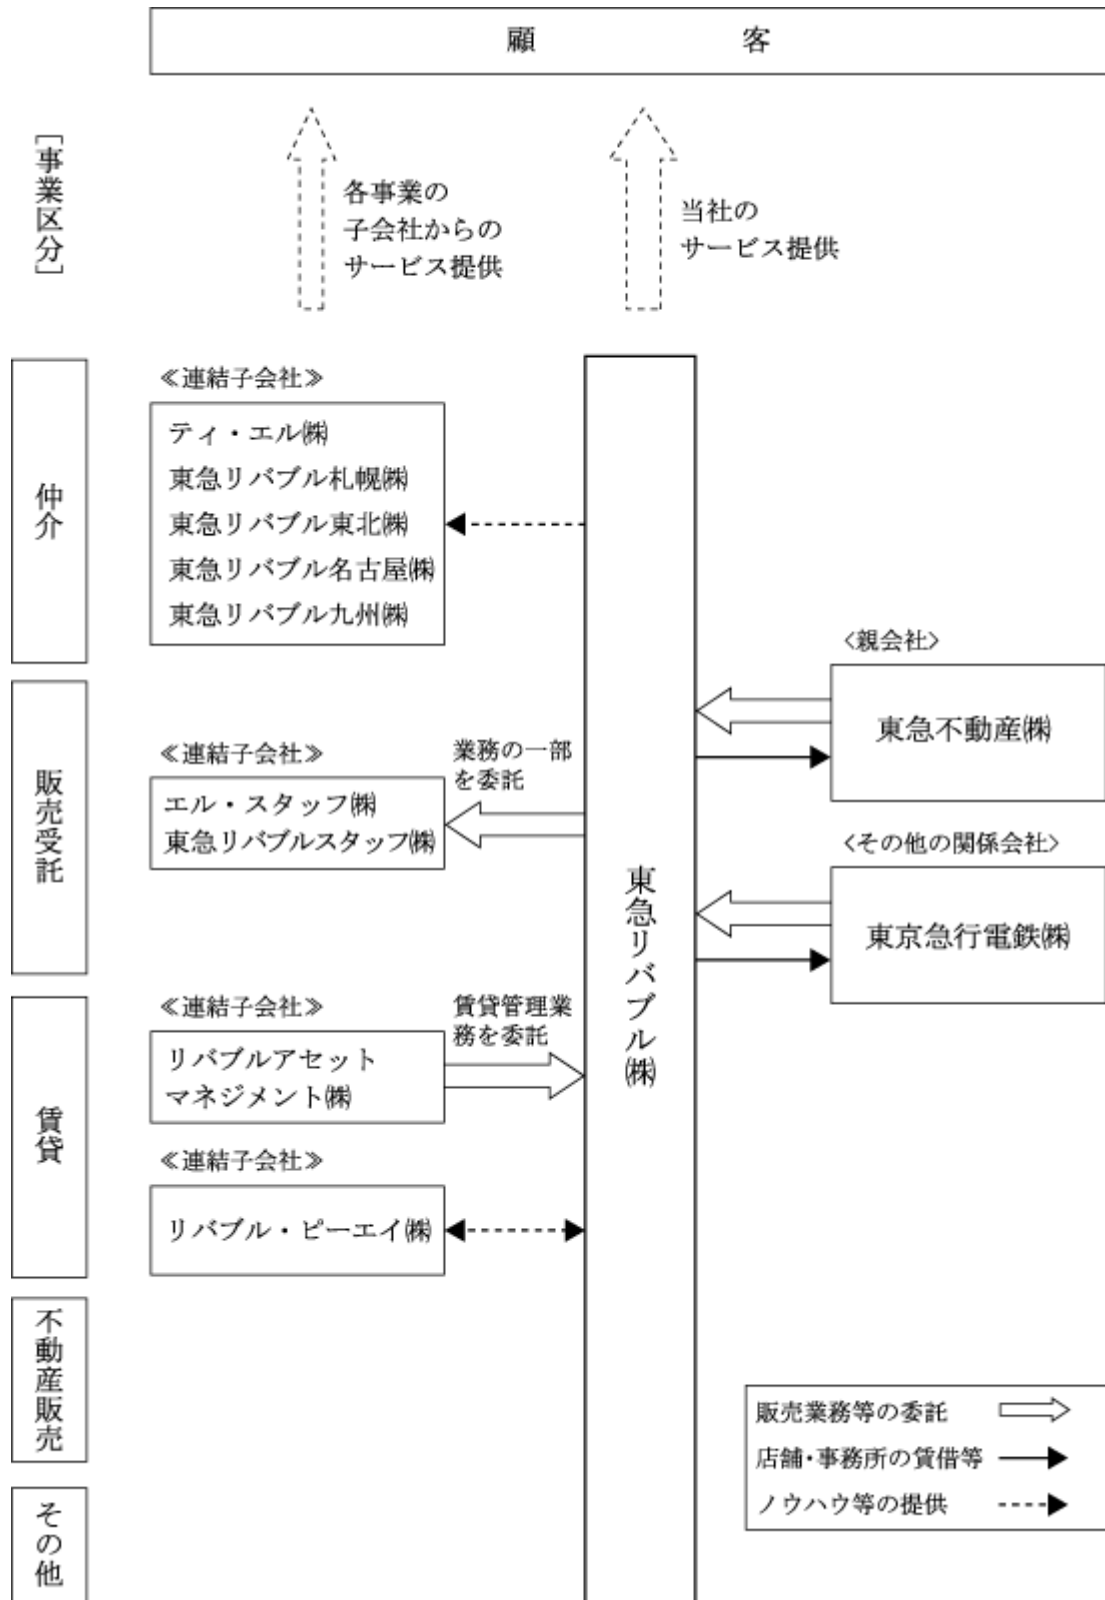 顧客
［事業区分］
各事業の
子会社からの
サービス提供
当社の
サービス提供
仲介
≪連結子会社≫
ティ・エル㈱
東急リバブル札幌㈱
東急リバブル東北㈱
東急リバブル名古屋㈱
東急リバブル九州㈱
販売受託
≪連結子会社≫
エル・スタッフ㈱
東急リバブルスタッフ㈱
業務の一部
を委託
賃貸
≪連結子会社≫
リバブルアセット
マネジメント㈱
賃貸管理業
務を委託
≪連結子会社≫
リバブル・ピーエイ㈱
不動産販売
その他
東急リバブル㈱
<親会社>
東急不動産㈱
<その他の関係会社>
東京急行電鉄㈱
販売業務等の委託
店舗・事務所の賃借等
ノウハウ等の提供